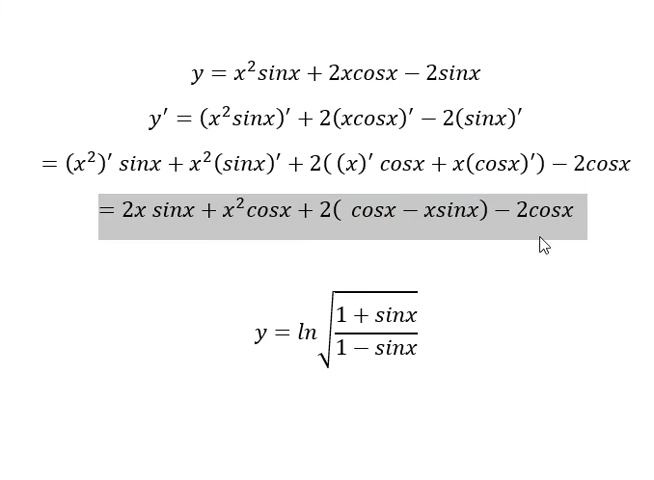 y = x²sinx + 2xcosx − 2sinx
y′ = (x²sinx)′ + 2(xcosx)′ − 2(sinx)′
= (x²)′ sinx + x²(sinx)′ + 2( (x)′ cosx + x(cosx)′) − 2cosx
= 2x sinx + x²cosx + 2( cosx − xsinx) − 2cosx
y = ln √((1 + sinx)/(1 − sinx))